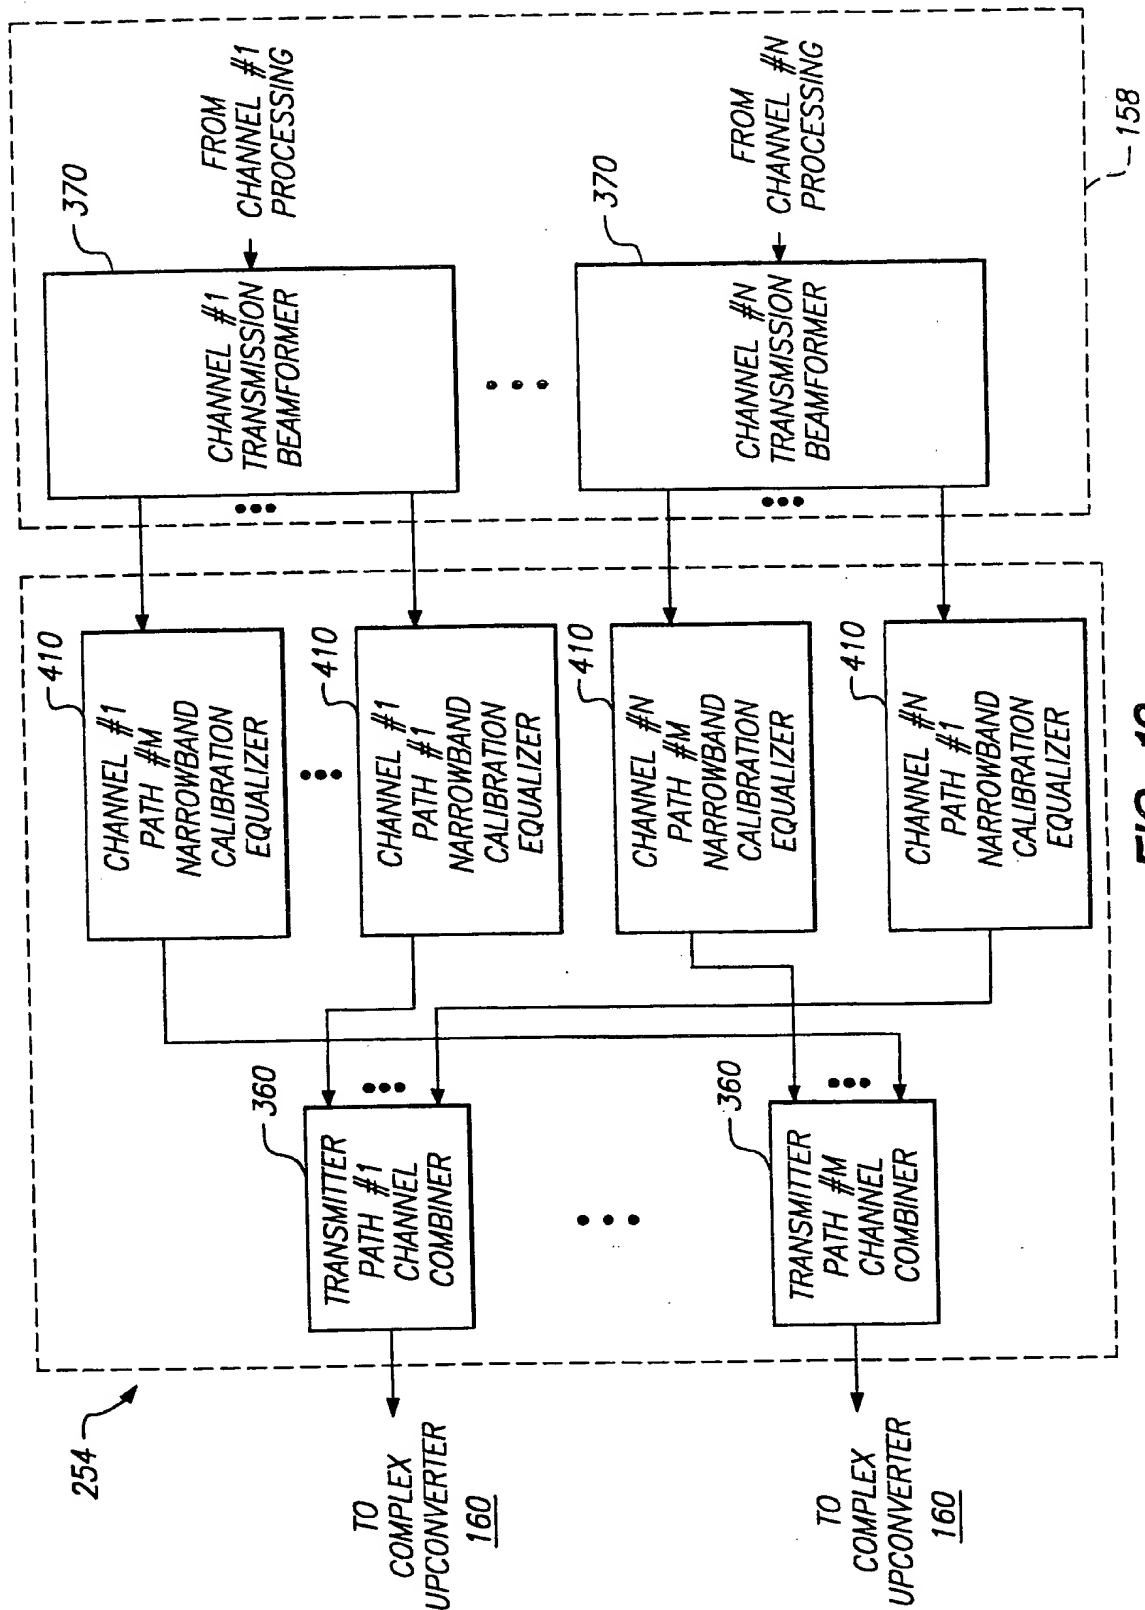 254
158
FROM
CHANNEL #1
PROCESSING
370
CHANNEL #1
TRANSMISSION
BEAMFORMER
FROM
CHANNEL #N
PROCESSING
370
CHANNEL #N
TRANSMISSION
BEAMFORMER
410
CHANNEL #1
PATH #M
NARROWBAND
CALIBRATION
EQUALIZER
410
CHANNEL #1
PATH #1
NARROWBAND
CALIBRATION
EQUALIZER
410
CHANNEL #N
PATH #M
NARROWBAND
CALIBRATION
EQUALIZER
410
CHANNEL #N
PATH #1
NARROWBAND
CALIBRATION
EQUALIZER
360
TRANSMITTER
PATH #1
CHANNEL
COMBINER
360
TRANSMITTER
PATH #M
CHANNEL
COMBINER
TO
COMPLEX
UPCONVERTER
160
TO
COMPLEX
UPCONVERTER
160